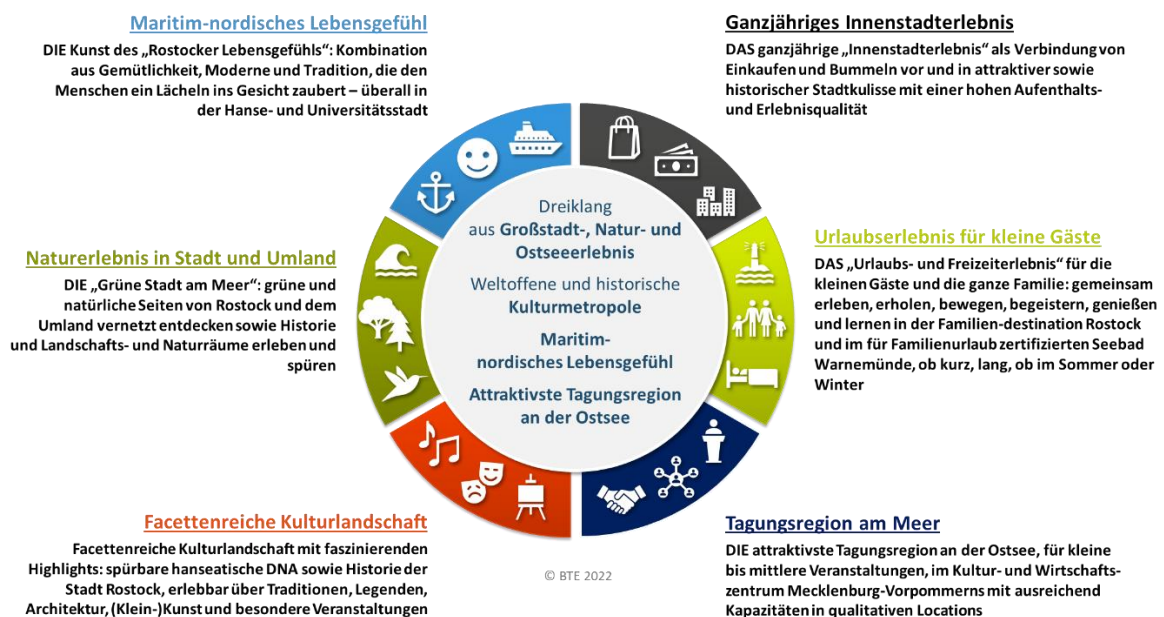 Maritim-nordisches Lebensgefühl
DIE Kunst des „Rostocker Lebensgefühls“: Kombination
aus Gemütlichkeit, Moderne und Tradition, die den
Menschen ein Lächeln ins Gesicht zaubert – überall in
der Hanse- und Universitätsstadt
Ganzjähriges Innenstadterlebnis
DAS ganzjährige „Innenstadterlebnis“ als Verbindung von
Einkaufen und Bummeln vor und in attraktiver sowie
historischer Stadtkulisse mit einer hohen Aufenthalts-
und Erlebnisqualität
Naturerlebnis in Stadt und Umland
DIE „Grüne Stadt am Meer“: grüne und
natürliche Seiten von Rostock und dem
Umland vernetzt entdecken sowie Historie
und Landschafts- und Naturräume erleben und
spüren
Dreiklang
aus Großstadt-, Natur- und
Ostseeerlebnis
Weltoffene und historische
Kulturmetropole
Maritim-
nordisches Lebensgefühl
Attraktivste Tagungsregion
an der Ostsee
Urlaubserlebnis für kleine Gäste
DAS „Urlaubs- und Freizeiterlebnis“ für die
kleinen Gäste und die ganze Familie: gemeinsam
erleben, erholen, bewegen, begeistern, genießen
und lernen in der Familien-destination Rostock
und im für Familienurlaub zertifizierten Seebad
Warnemünde, ob kurz, lang, ob im Sommer oder
Winter
Facettenreiche Kulturlandschaft
Facettenreiche Kulturlandschaft mit faszinierenden
Highlights: spürbare hanseatische DNA sowie Historie der
Stadt Rostock, erlebbar über Traditionen, Legenden,
Architektur, (Klein-)Kunst und besondere Veranstaltungen
© BTE 2022
Tagungsregion am Meer
DIE attraktivste Tagungsregion an der Ostsee, für kleine
bis mittlere Veranstaltungen, im Kultur- und Wirtschafts-
zentrum Mecklenburg-Vorpommerns mit ausreichend
Kapazitäten in qualitativen Locations